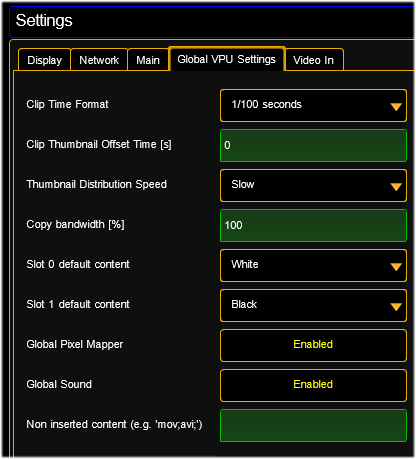 Settings
Display Network Main Global VPU Settings Video In
Clip Time Format 1/100 seconds
Clip Thumbnail Offset Time [s] 0
Thumbnail Distribution Speed Slow
Copy bandwidth [%] 100
Slot 0 default content White
Slot 1 default content Black
Global Pixel Mapper Enabled
Global Sound Enabled
Non inserted content (e.g. 'mov;avi;')